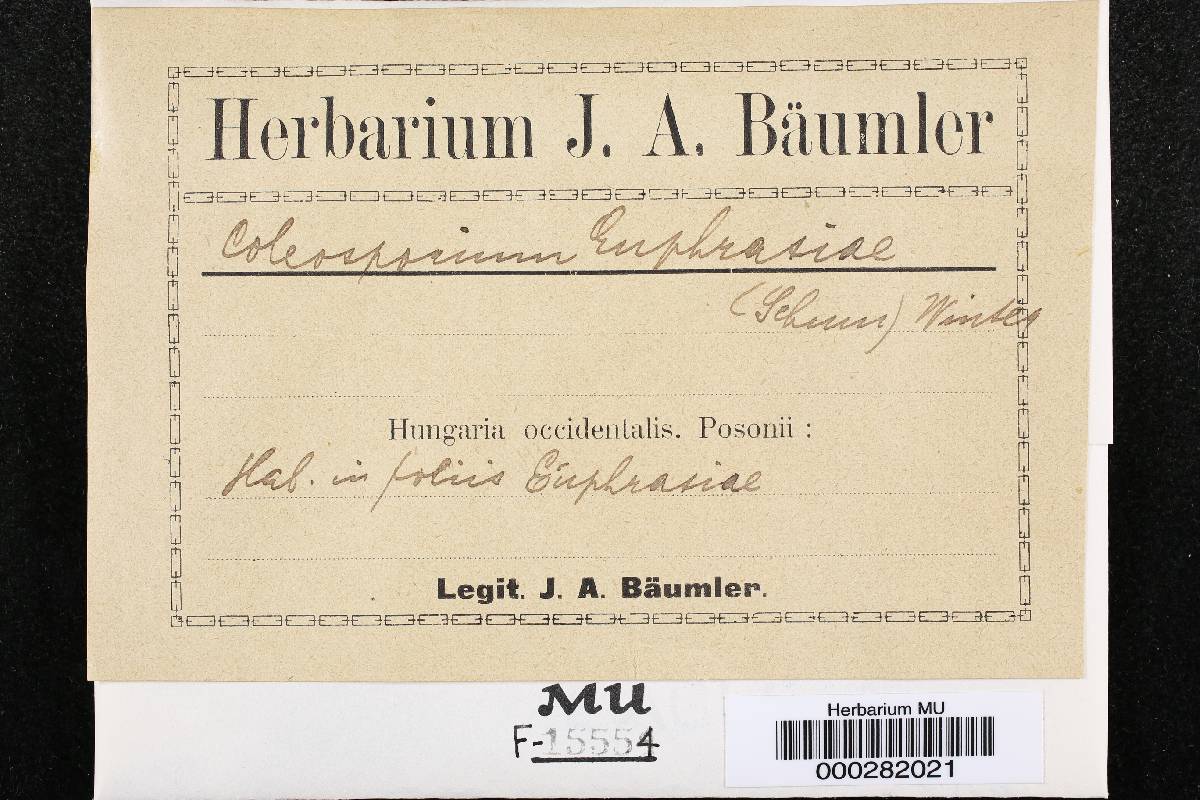 Herbarium J. A. Bäumler
Coleosporium Euphrasiae
(Schum) Winter
Hungaria occidentalis. Posonii :
Hab. in foliis Euphrasiae
Legit. J. A. Bäumler.
MU
F-15554
Herbarium MU
000282021